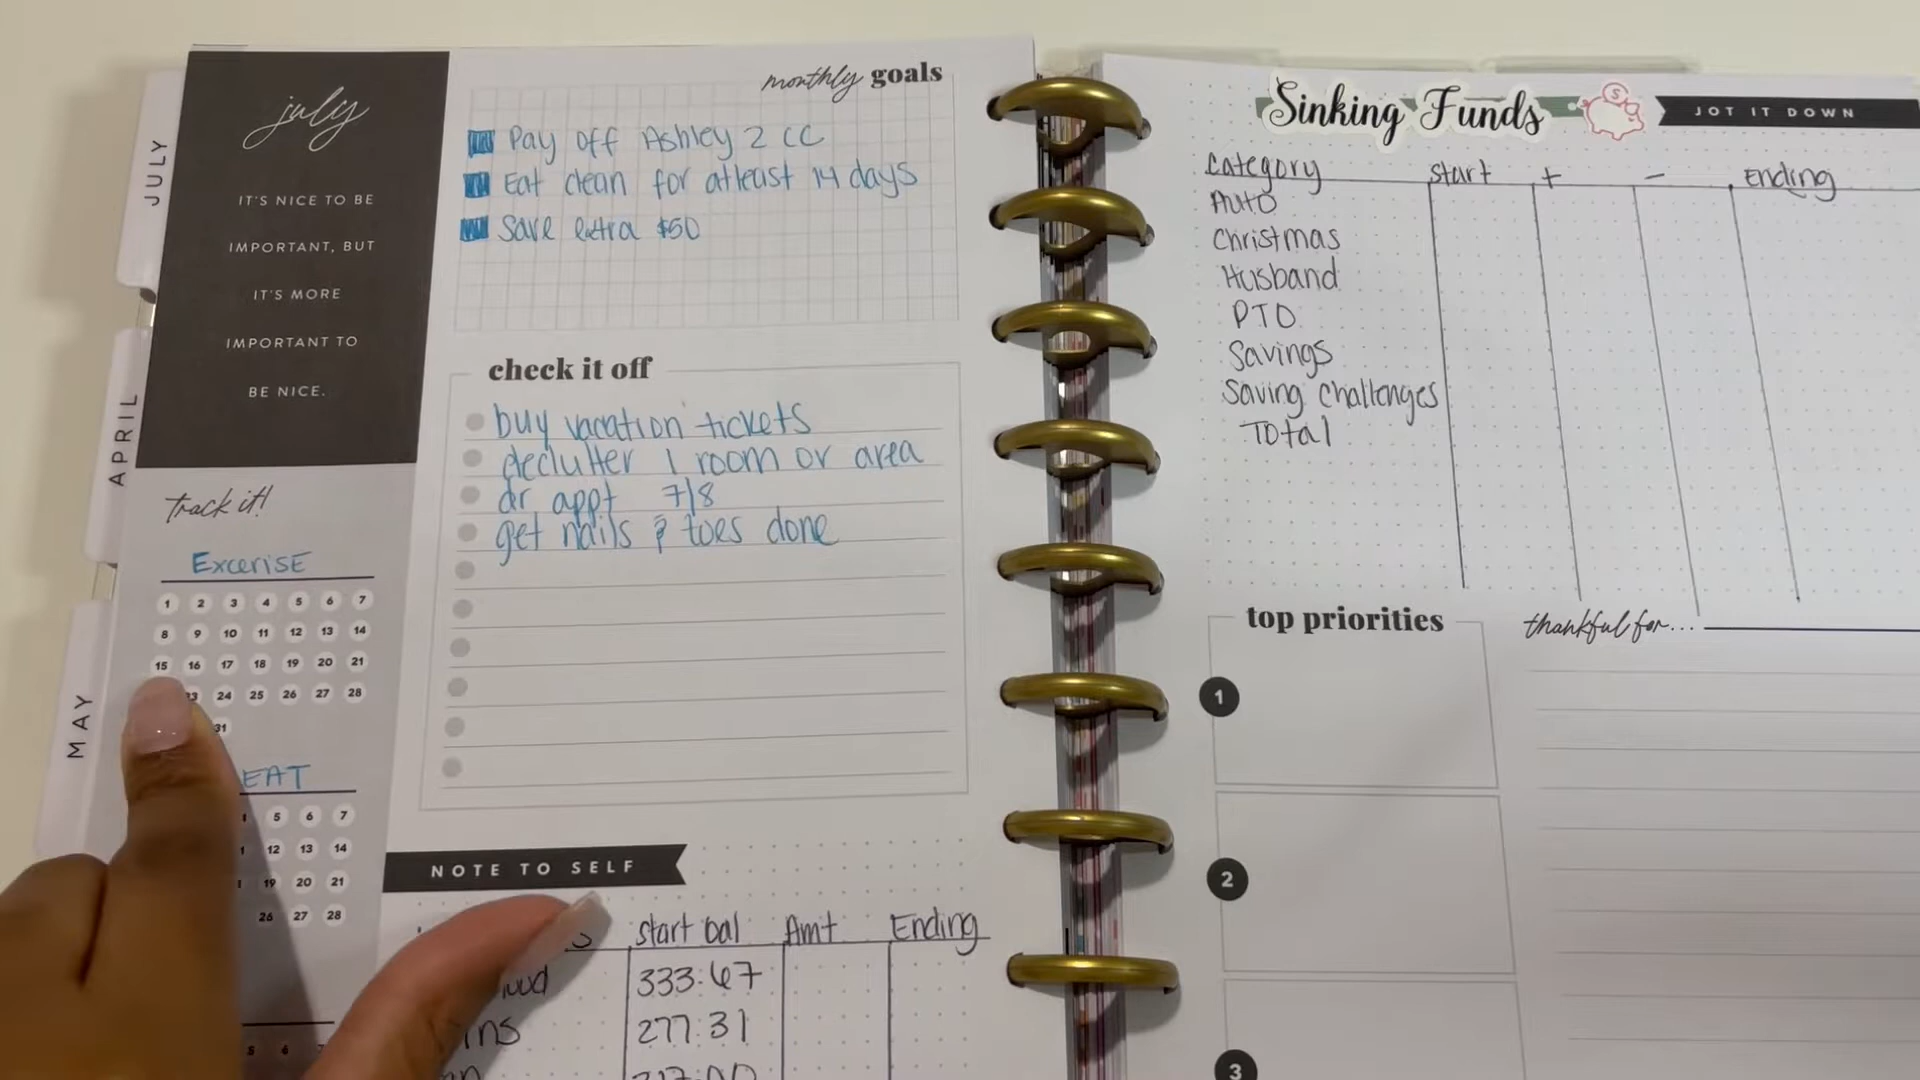 JULY
APRIL
MAY
july
IT'S NICE TO BE
IMPORTANT, BUT
IT'S MORE
IMPORTANT TO
BE NICE.
track it!
Excerise
1 2 3 4 5 6 7
8 9 10 11 12 13 14
15 16 17 18 19 20 21
24 25 26 27 28
31
EAT
5 6 7
12 13 14
19 20 21
26 27 28
5 6
monthly goals
Pay off Ashley 2 CC
Eat clean for atleast 14 days
Save extra $50
check it off
buy vacation tickets
declutter 1 room or area
dr appt 7/8
get nails & toes done
NOTE TO SELF
start bal Amt Ending
333.67
277.31
Sinking Funds
JOT IT DOWN
Category start + - Ending
Auto
Christmas
Husband
PTO
Savings
Saving Challenges
Total
top priorities
1
2
3
thankful for...